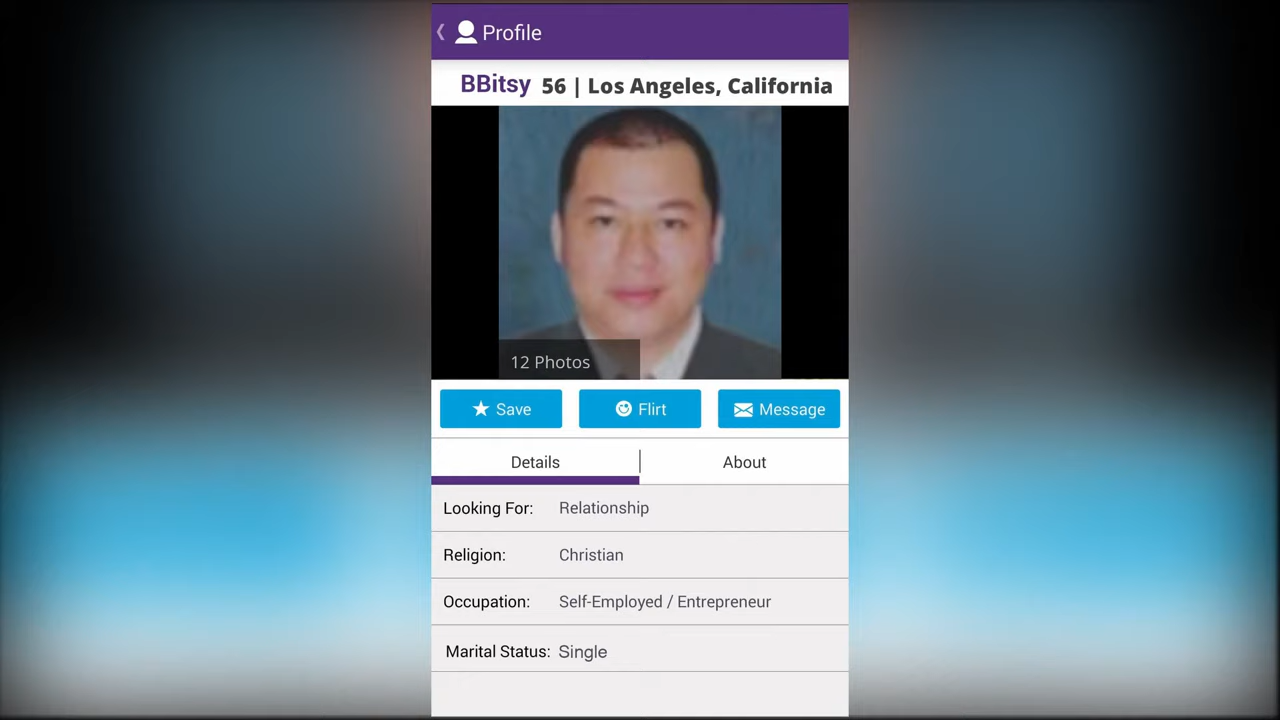 Profile
BBitsy 56 | Los Angeles, California
12 Photos
Save Flirt Message
Details About
Looking For: Relationship
Religion: Christian
Occupation: Self-Employed / Entrepreneur
Marital Status: Single